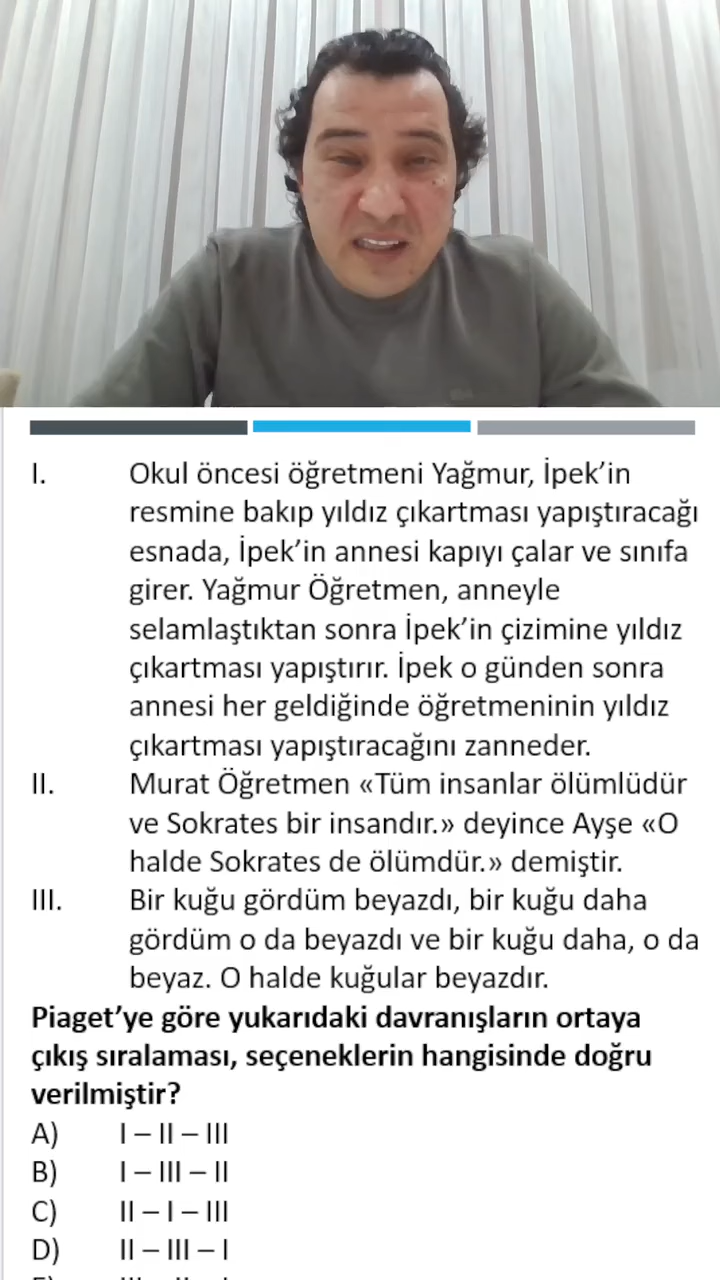 I. Okul öncesi öğretmeni Yağmur, İpek’in
resmine bakıp yıldız çıkartması yapıştıracağı
esnada, İpek’in annesi kapıyı çalar ve sınıfa
girer. Yağmur Öğretmen, anneyle
selamlaştıktan sonra İpek’in çizimine yıldız
çıkartması yapıştırır. İpek o günden sonra
annesi her geldiğinde öğretmeninin yıldız
çıkartması yapıştıracağını zanneder.
II. Murat Öğretmen «Tüm insanlar ölümlüdür
ve Sokrates bir insandır.» deyince Ayşe «O
halde Sokrates de ölümdür.» demiştir.
III. Bir kuğu gördüm beyazdı, bir kuğu daha
gördüm o da beyazdı ve bir kuğu daha, o da
beyaz. O halde kuğular beyazdır.
Piaget’ye göre yukarıdaki davranışların ortaya
çıkış sıralaması, seçeneklerin hangisinde doğru
verilmiştir?
A) I – II – III
B) I – III – II
C) II – I – III
D) II – III – I